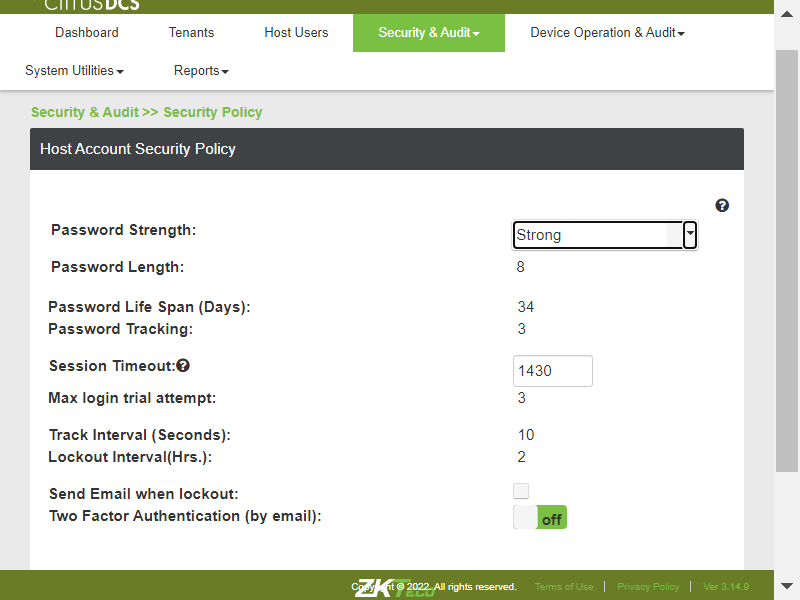 CITRUSDCS
Dashboard Tenants Host Users Security & Audit Device Operation & Audit
System Utilities Reports
Security & Audit >> Security Policy
Host Account Security Policy
Password Strength: Strong
Password Length: 8
Password Life Span (Days): 34
Password Tracking: 3
Session Timeout: 1430
Max login trial attempt: 3
Track Interval (Seconds): 10
Lockout Interval(Hrs.): 2
Send Email when lockout:
Two Factor Authentication (by email): off
Copyright © 2022. All rights reserved. Terms of Use | Privacy Policy | Ver 3.14.9
ZKTeco